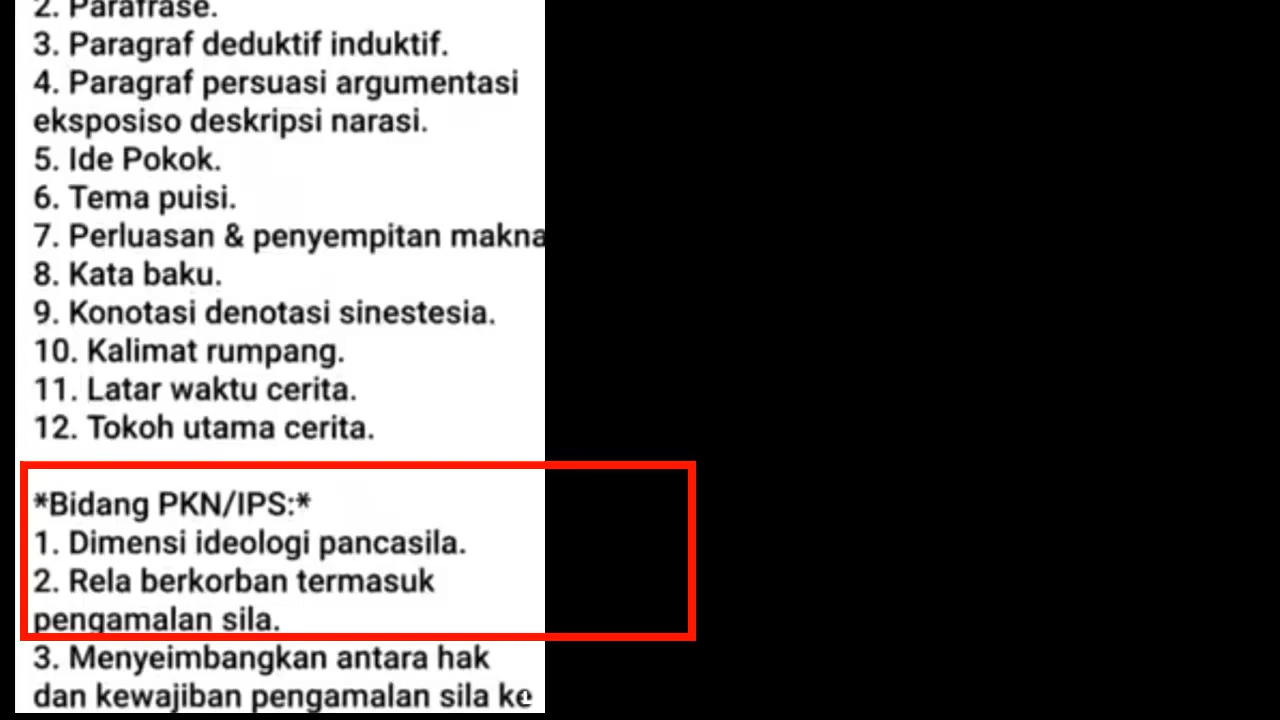 2. Parafrase.
3. Paragraf deduktif induktif.
4. Paragraf persuasi argumentasi
eksposiso deskripsi narasi.
5. Ide Pokok.
6. Tema puisi.
7. Perluasan & penyempitan makna
8. Kata baku.
9. Konotasi denotasi sinestesia.
10. Kalimat rumpang.
11. Latar waktu cerita.
12. Tokoh utama cerita.
*Bidang PKN/IPS:*
1. Dimensi ideologi pancasila.
2. Rela berkorban termasuk
pengamalan sila.
3. Menyeimbangkan antara hak
dan kewajiban pengamalan sila ke